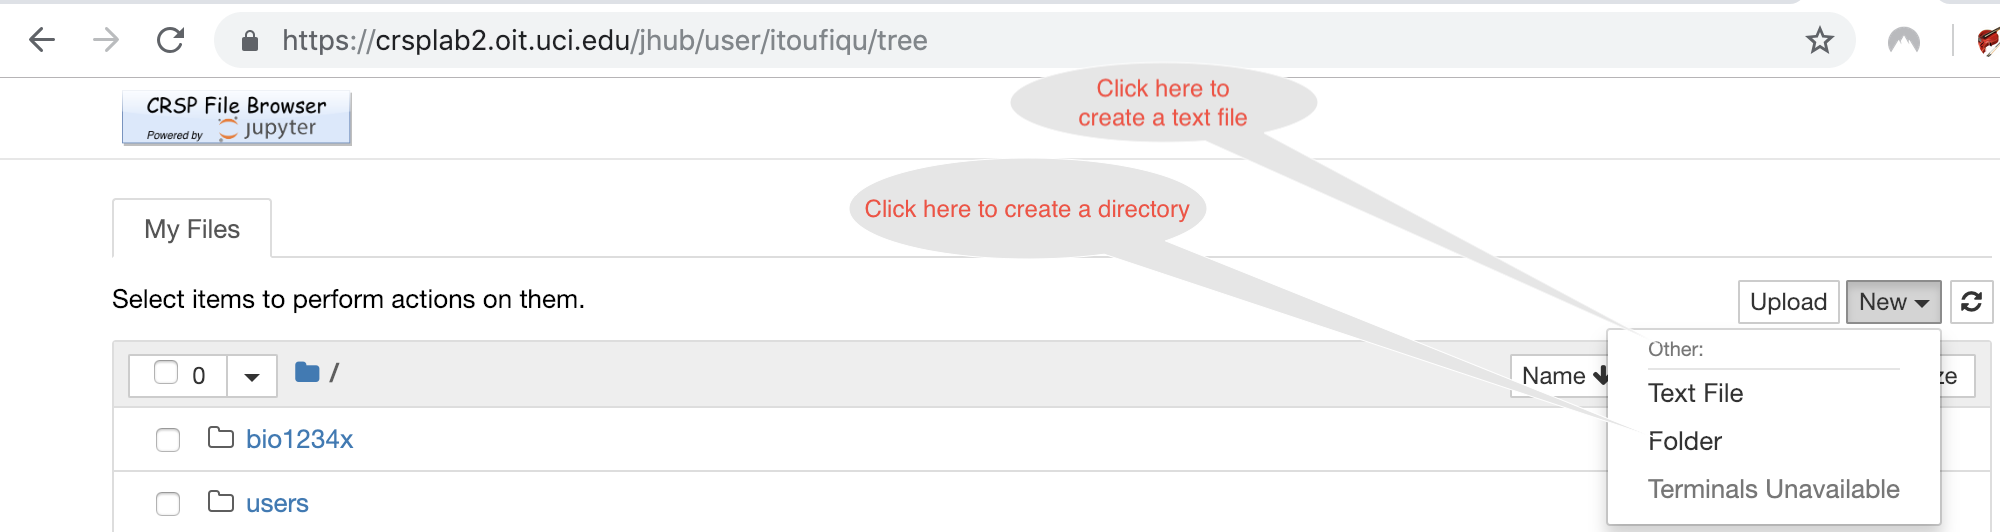 https://crsplab2.oit.uci.edu/jhub/user/itoufiqu/tree
Click here to
create a text file
CRSP File Browser
Powered by jupyter
Click here to create a directory
My Files
Select items to perform actions on them.
Upload
New
Other:
0
/
Name
ze
Text File
bio1234x
Folder
users
Terminals Unavailable